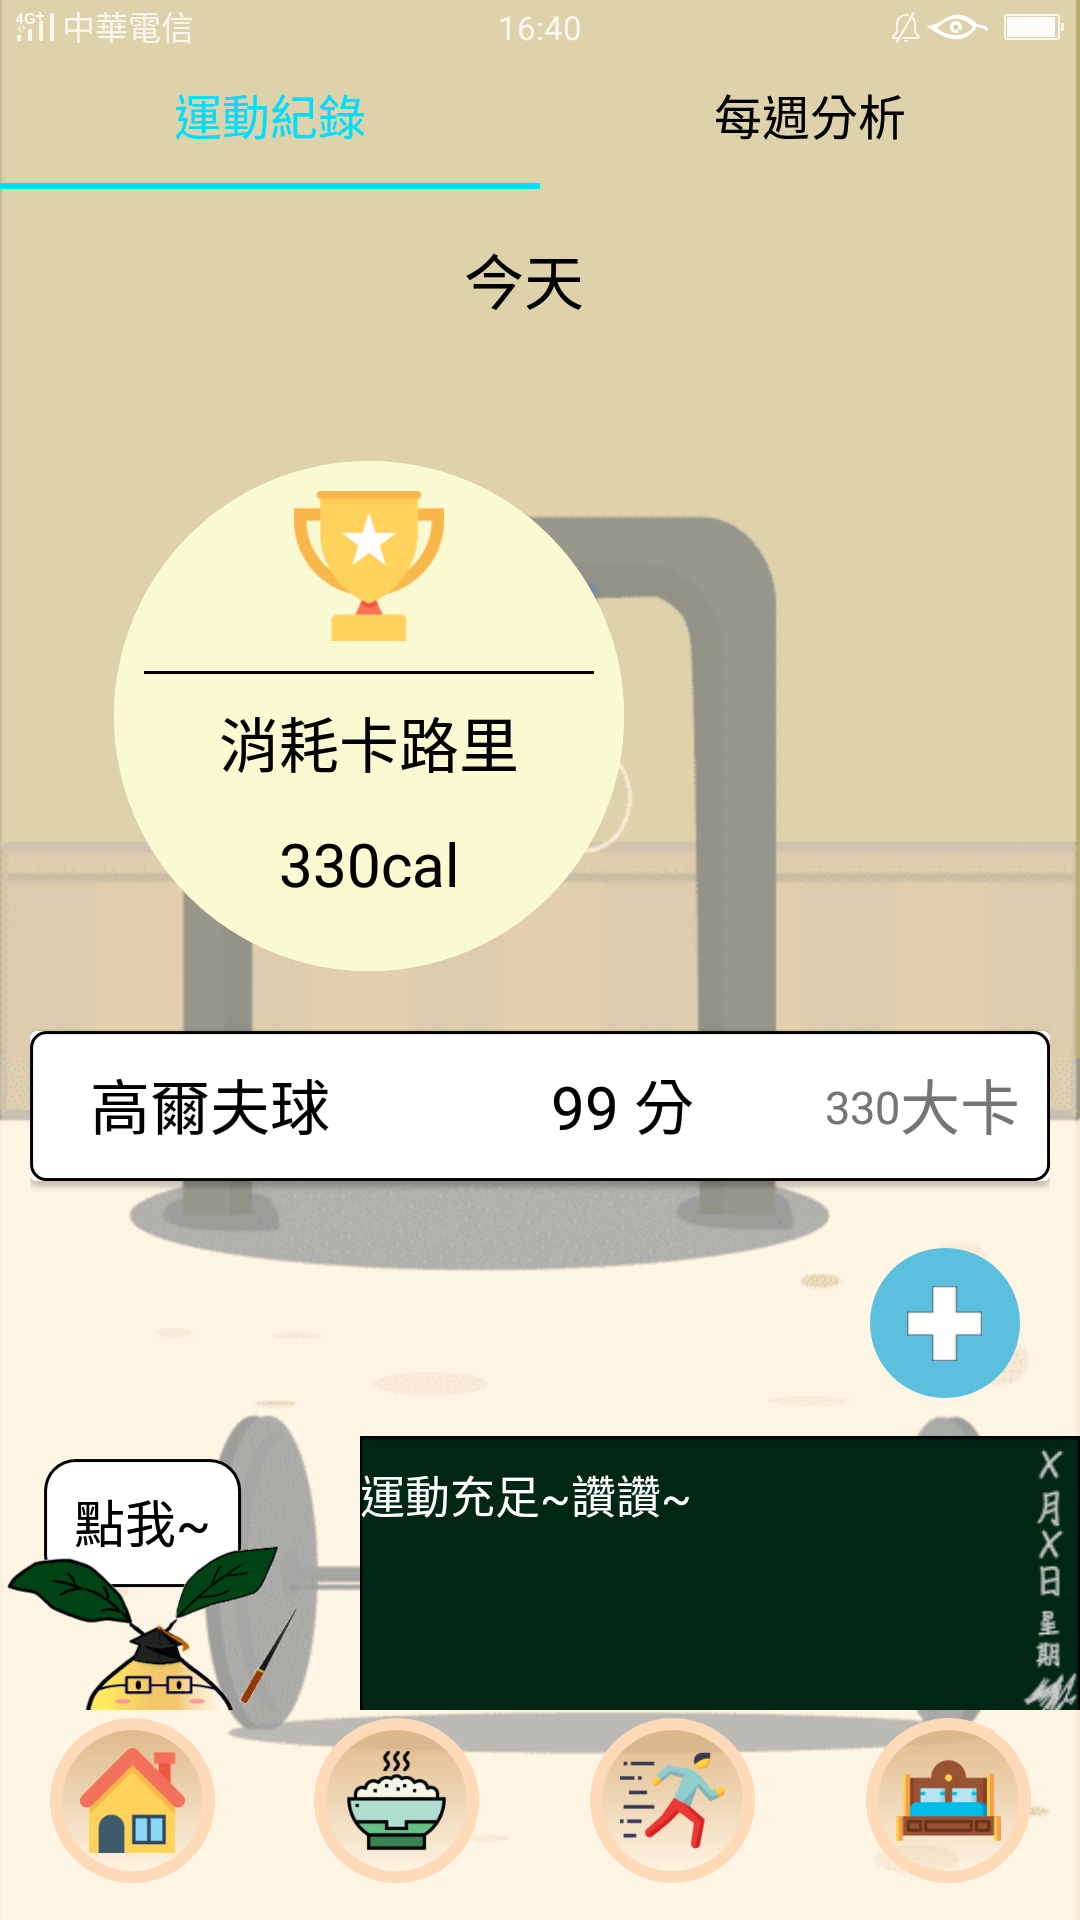 4G+ 中華電信 16:40
運動紀錄 每週分析
今天
消耗卡路里
330cal
高爾夫球 99 分 330大卡
點我~
運動充足~讚讚~
X
月
X
日
星
期